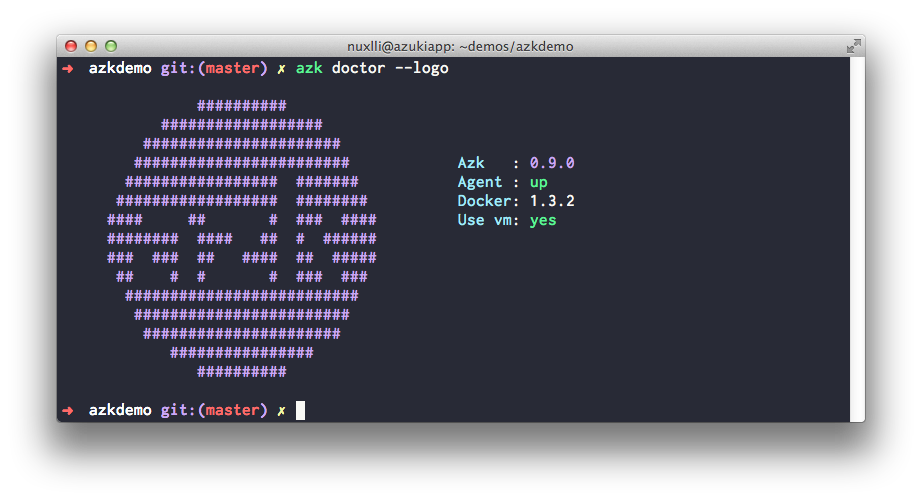 nuxlli@azukiapp: ~demos/azkdemo
➜  azkdemo git:(master) ✗ azk doctor --logo
               ##########
           ##################
         ######################
        ########################                Azk   : 0.9.0
       #################  #######               Agent : up
      ##################  ########              Docker: 1.3.2
     ####     ##       #  ###  ####             Use vm: yes
     ########  ####   ##  #  ######
     ###  ###  ##   ####  ##  #####
      ##    #  #       #  ###  ###
       ##########################
        ########################
         ######################
            ################
               ##########
➜  azkdemo git:(master) ✗